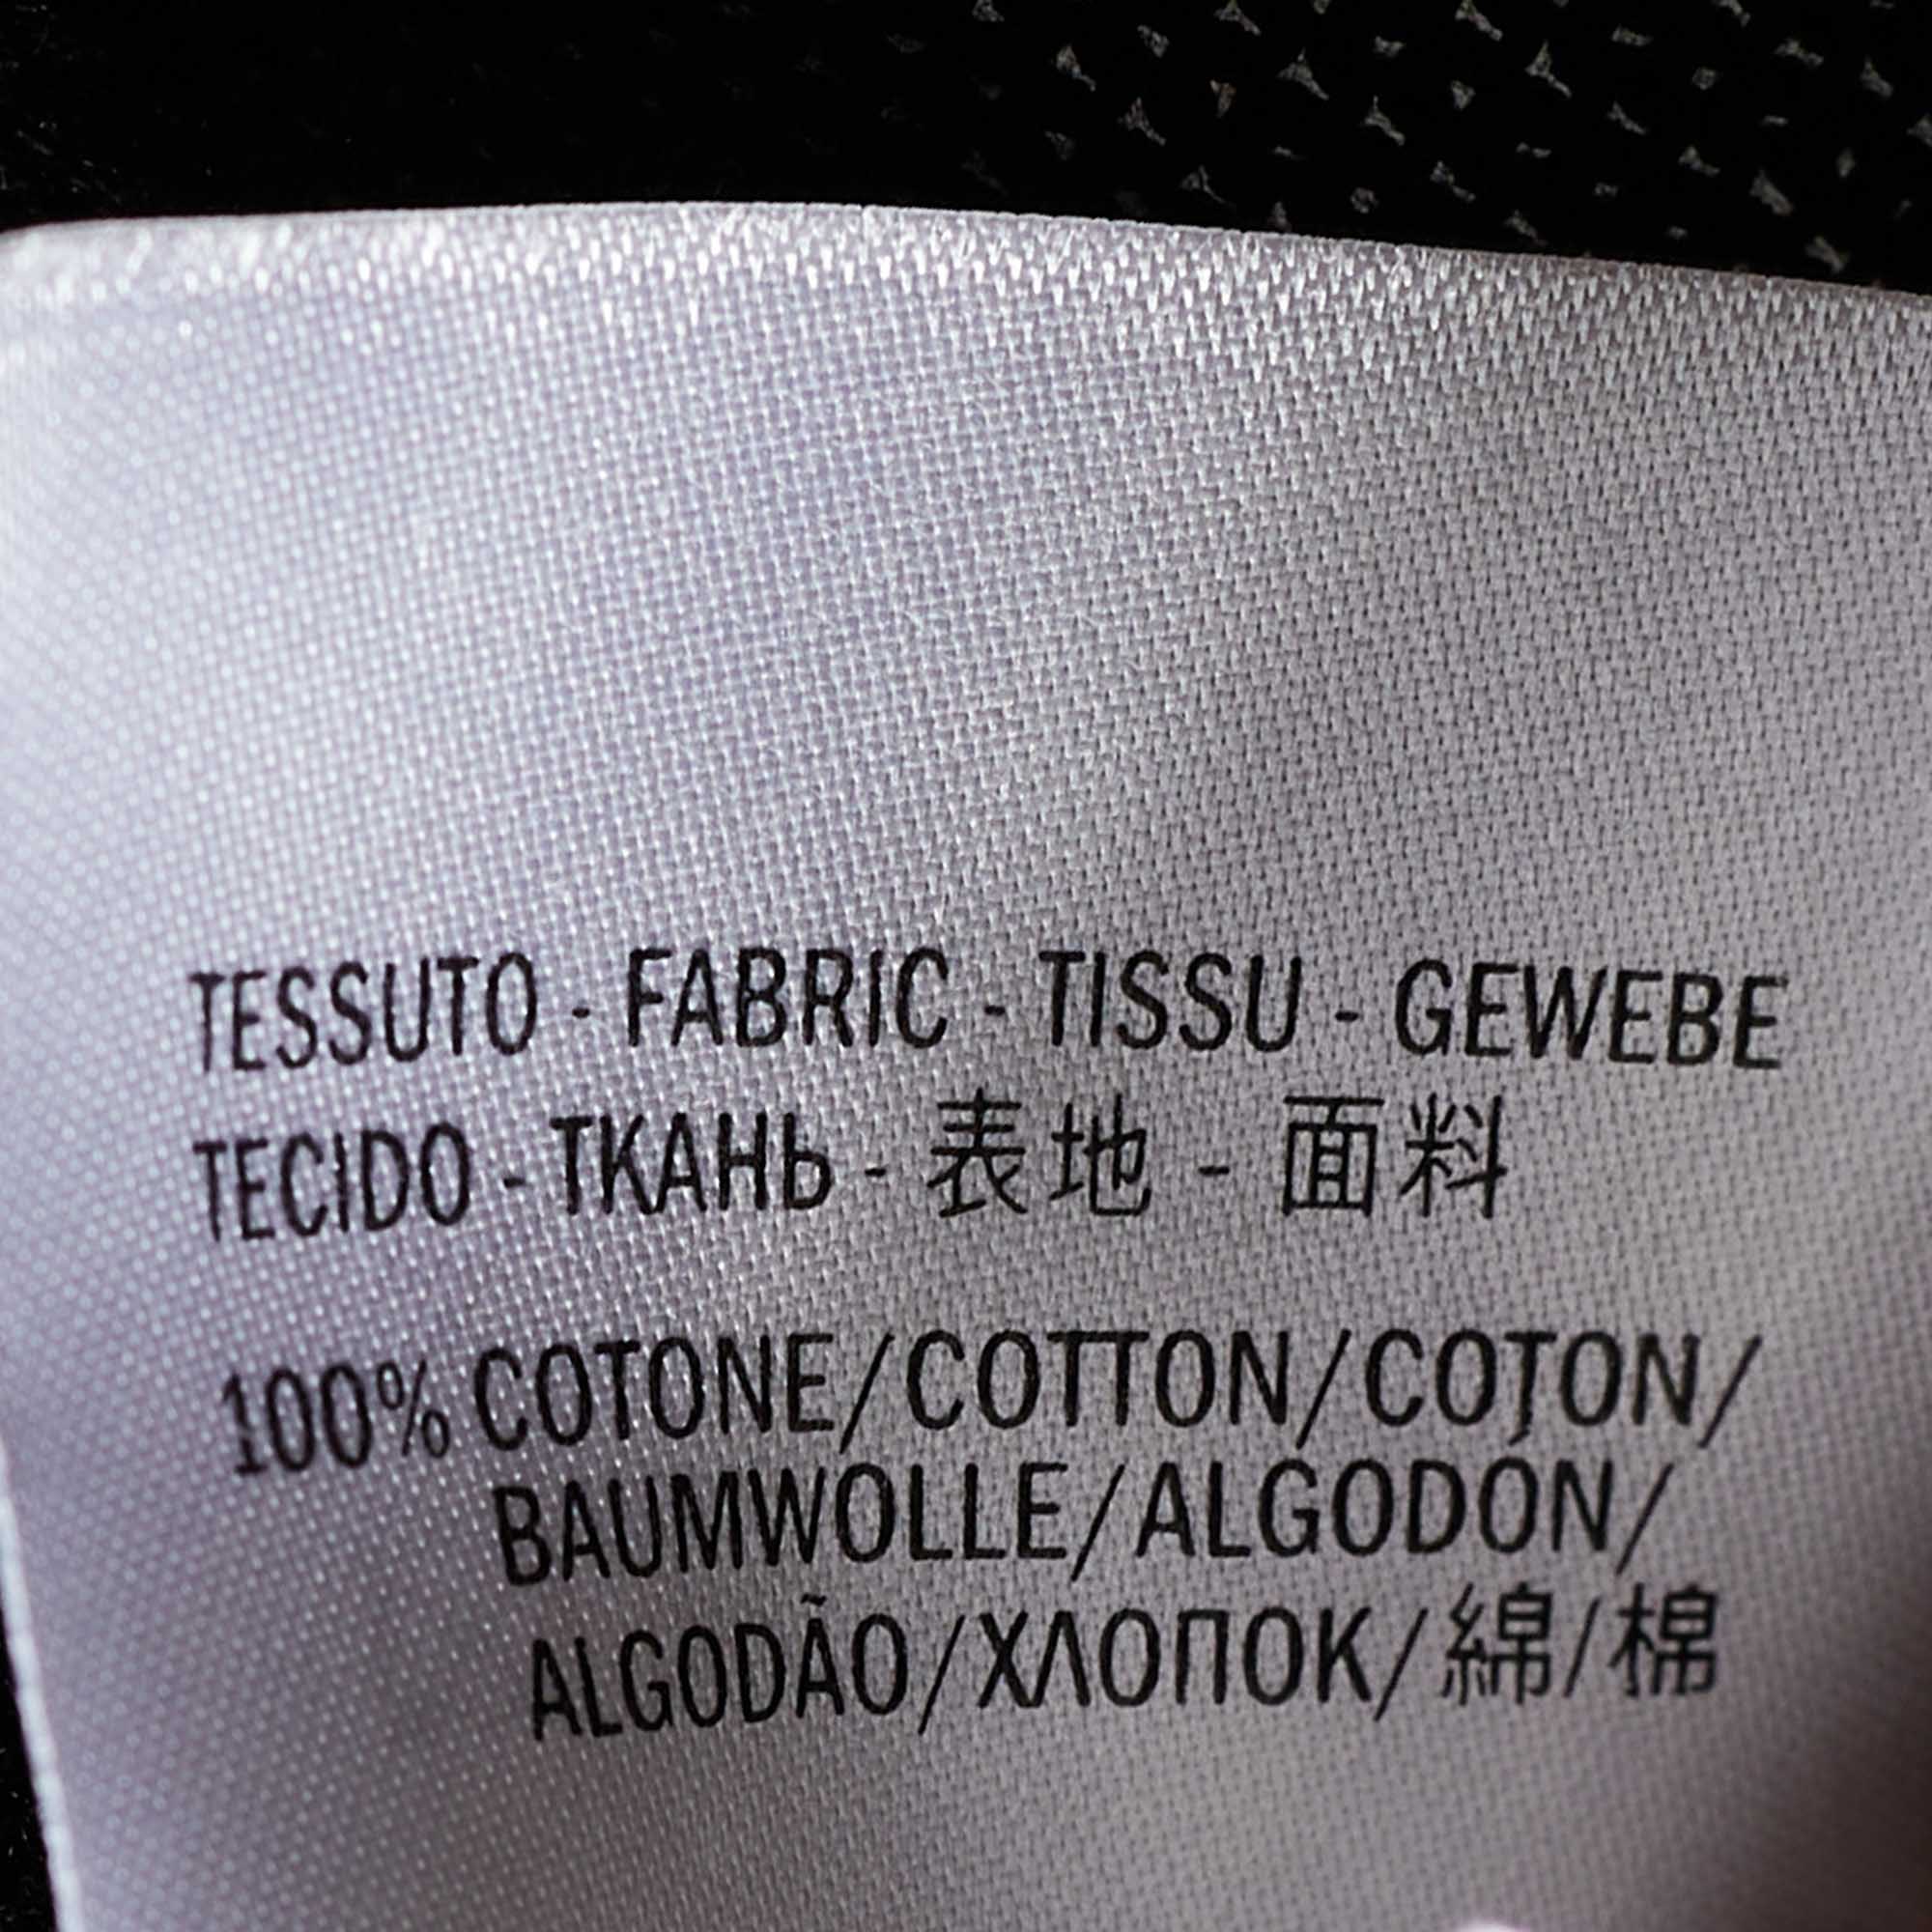 TESSUTO - FABRIC - TISSU - GEWEBE
TECIDO - ТКАНЬ - 表地 - 面料
100% COTONE/COTTON/COTON/
BAUMWOLLE/ALGODÓN/
ALGODÃO/ХЛОПОК/綿/棉